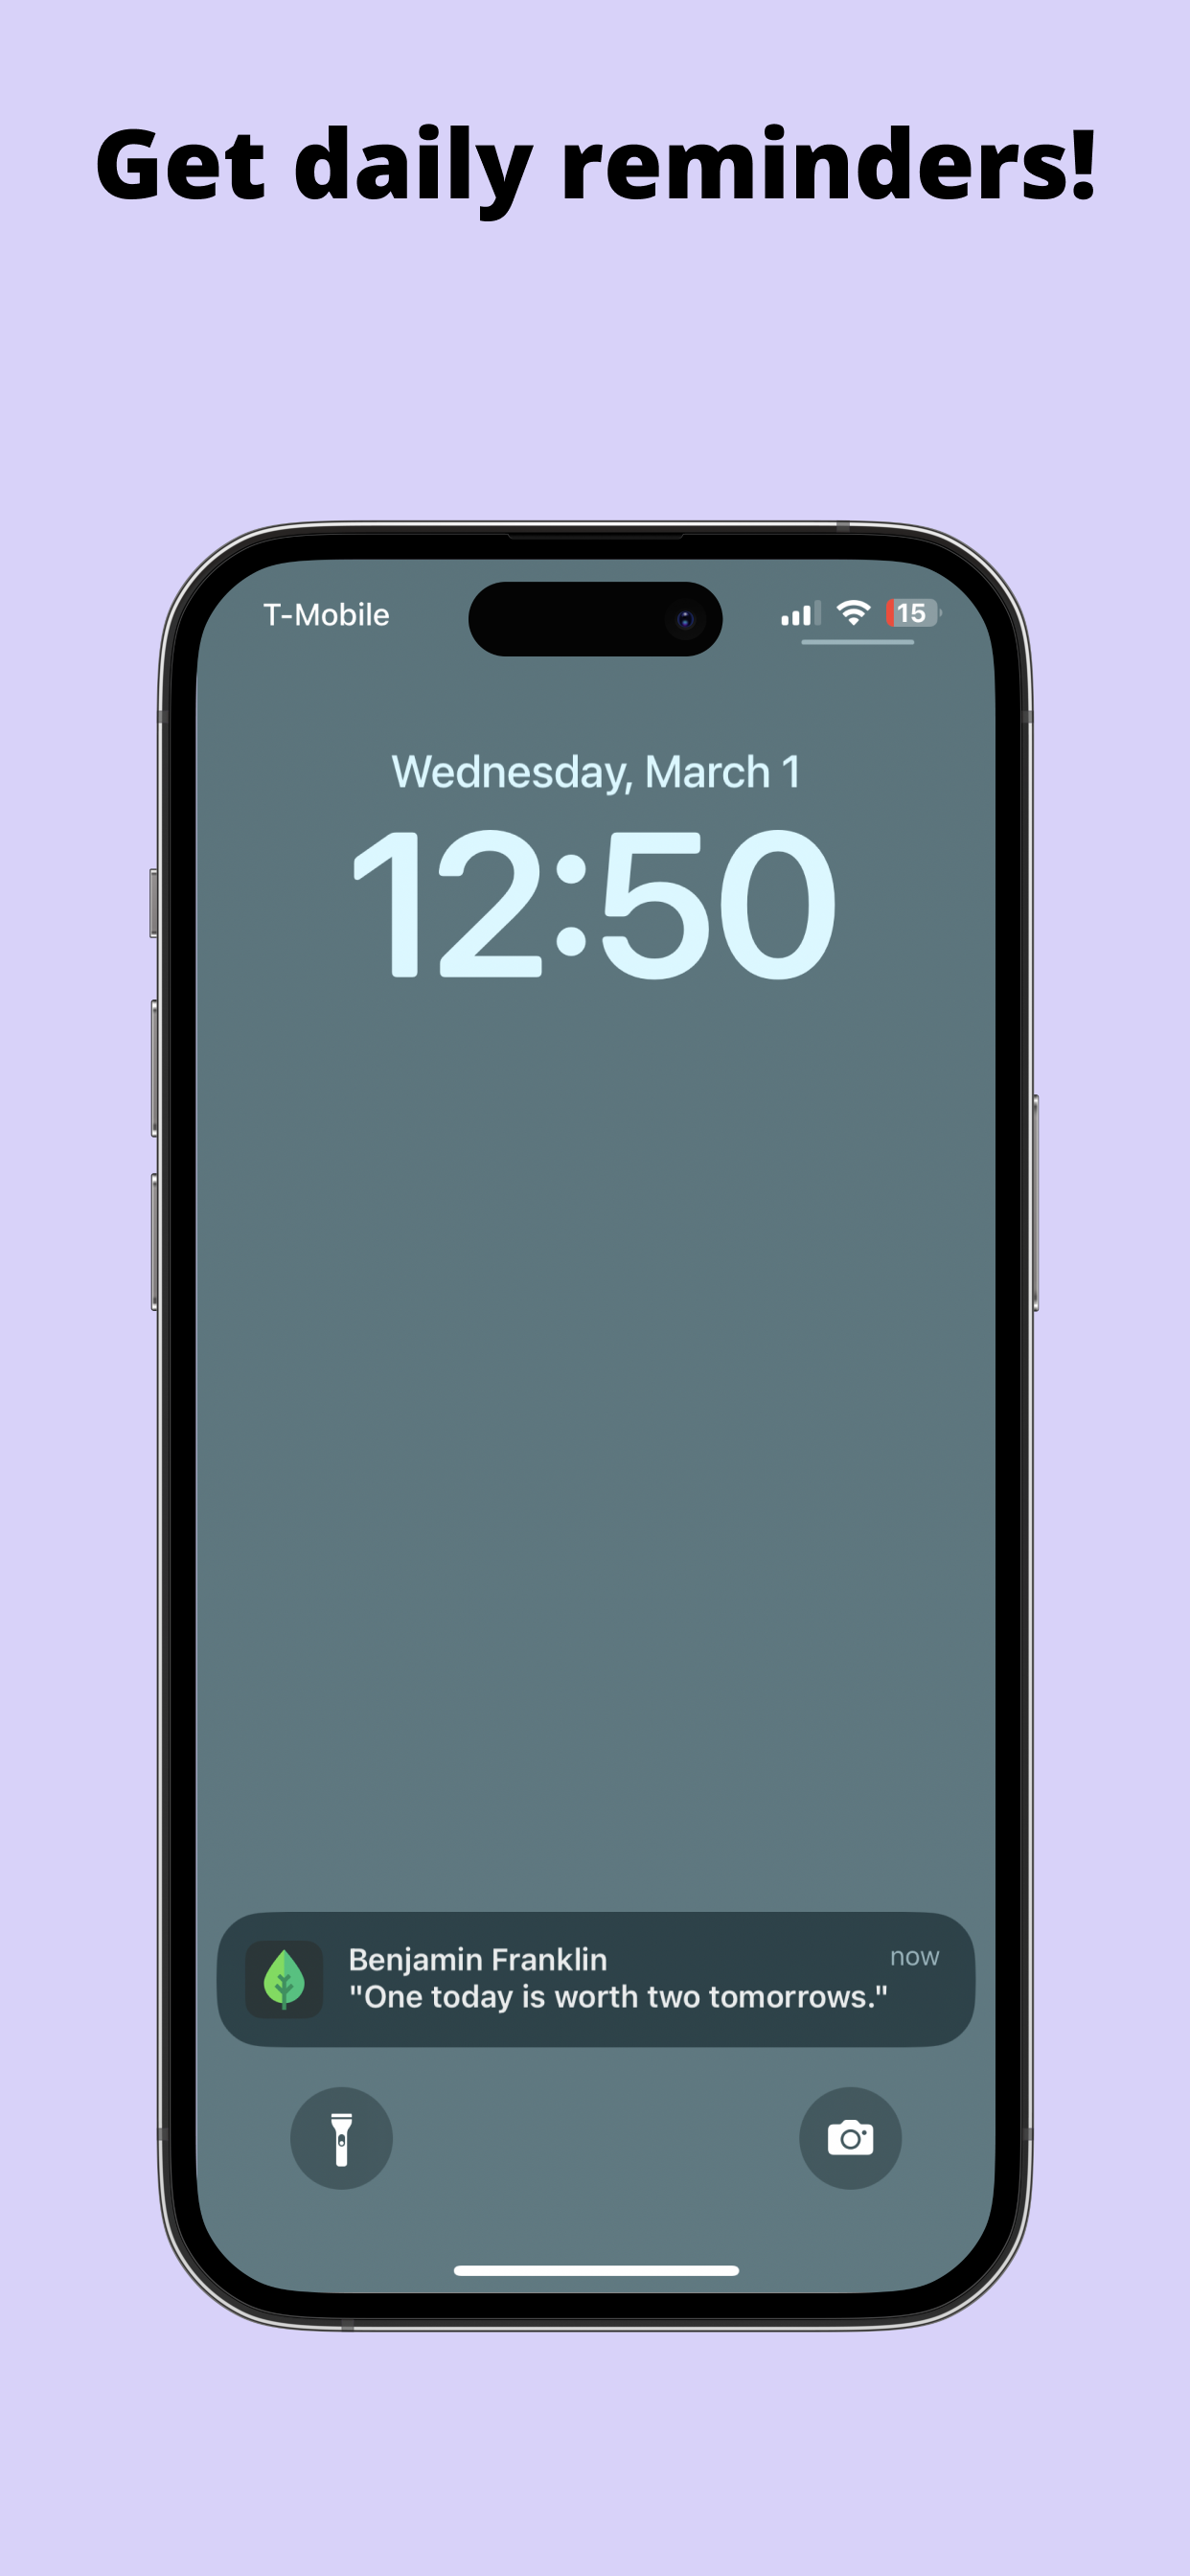 Get daily reminders!
T-Mobile
15
Wednesday, March 1
12:50
Benjamin Franklin
now
"One today is worth two tomorrows."